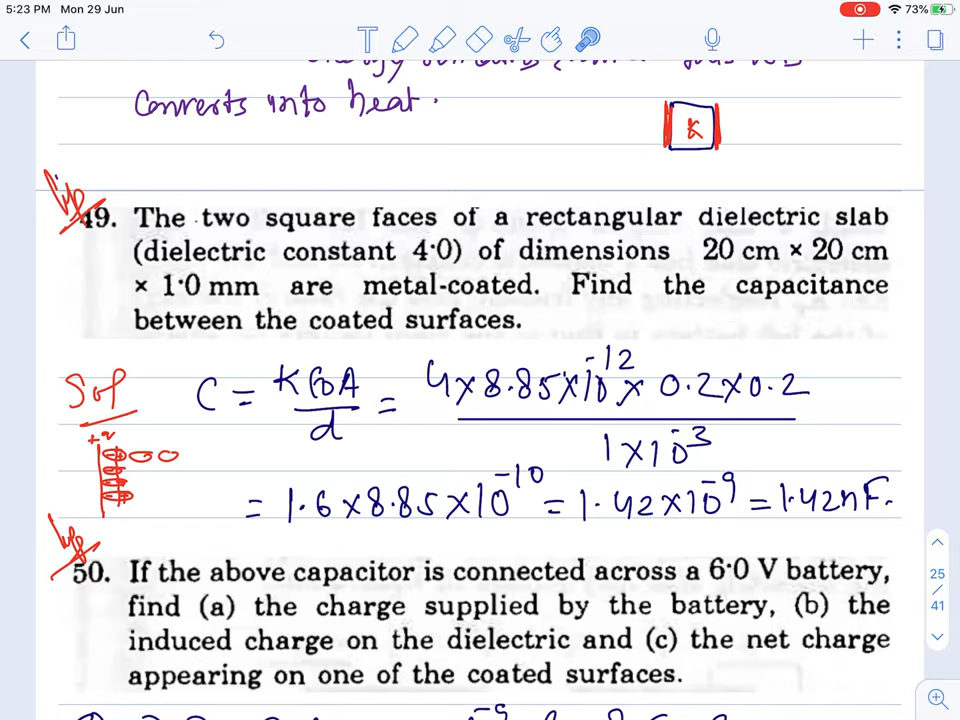 5:23 PM Mon 29 Jun 73%
Converts into heat.
K
49. The two square faces of a rectangular dielectric slab
(dielectric constant 4·0) of dimensions 20 cm × 20 cm
× 1·0 mm are metal-coated. Find the capacitance
between the coated surfaces.
Sol C = Kε0A/d = 4×8.85×10^-12 × 0.2×0.2 / 1×10^-3
+q
= 1.6×8.85×10^-10 = 1.42×10^-9 = 1.42nF.
50. If the above capacitor is connected across a 6·0 V battery,
find (a) the charge supplied by the battery, (b) the
induced charge on the dielectric and (c) the net charge
appearing on one of the coated surfaces.
25
/
41